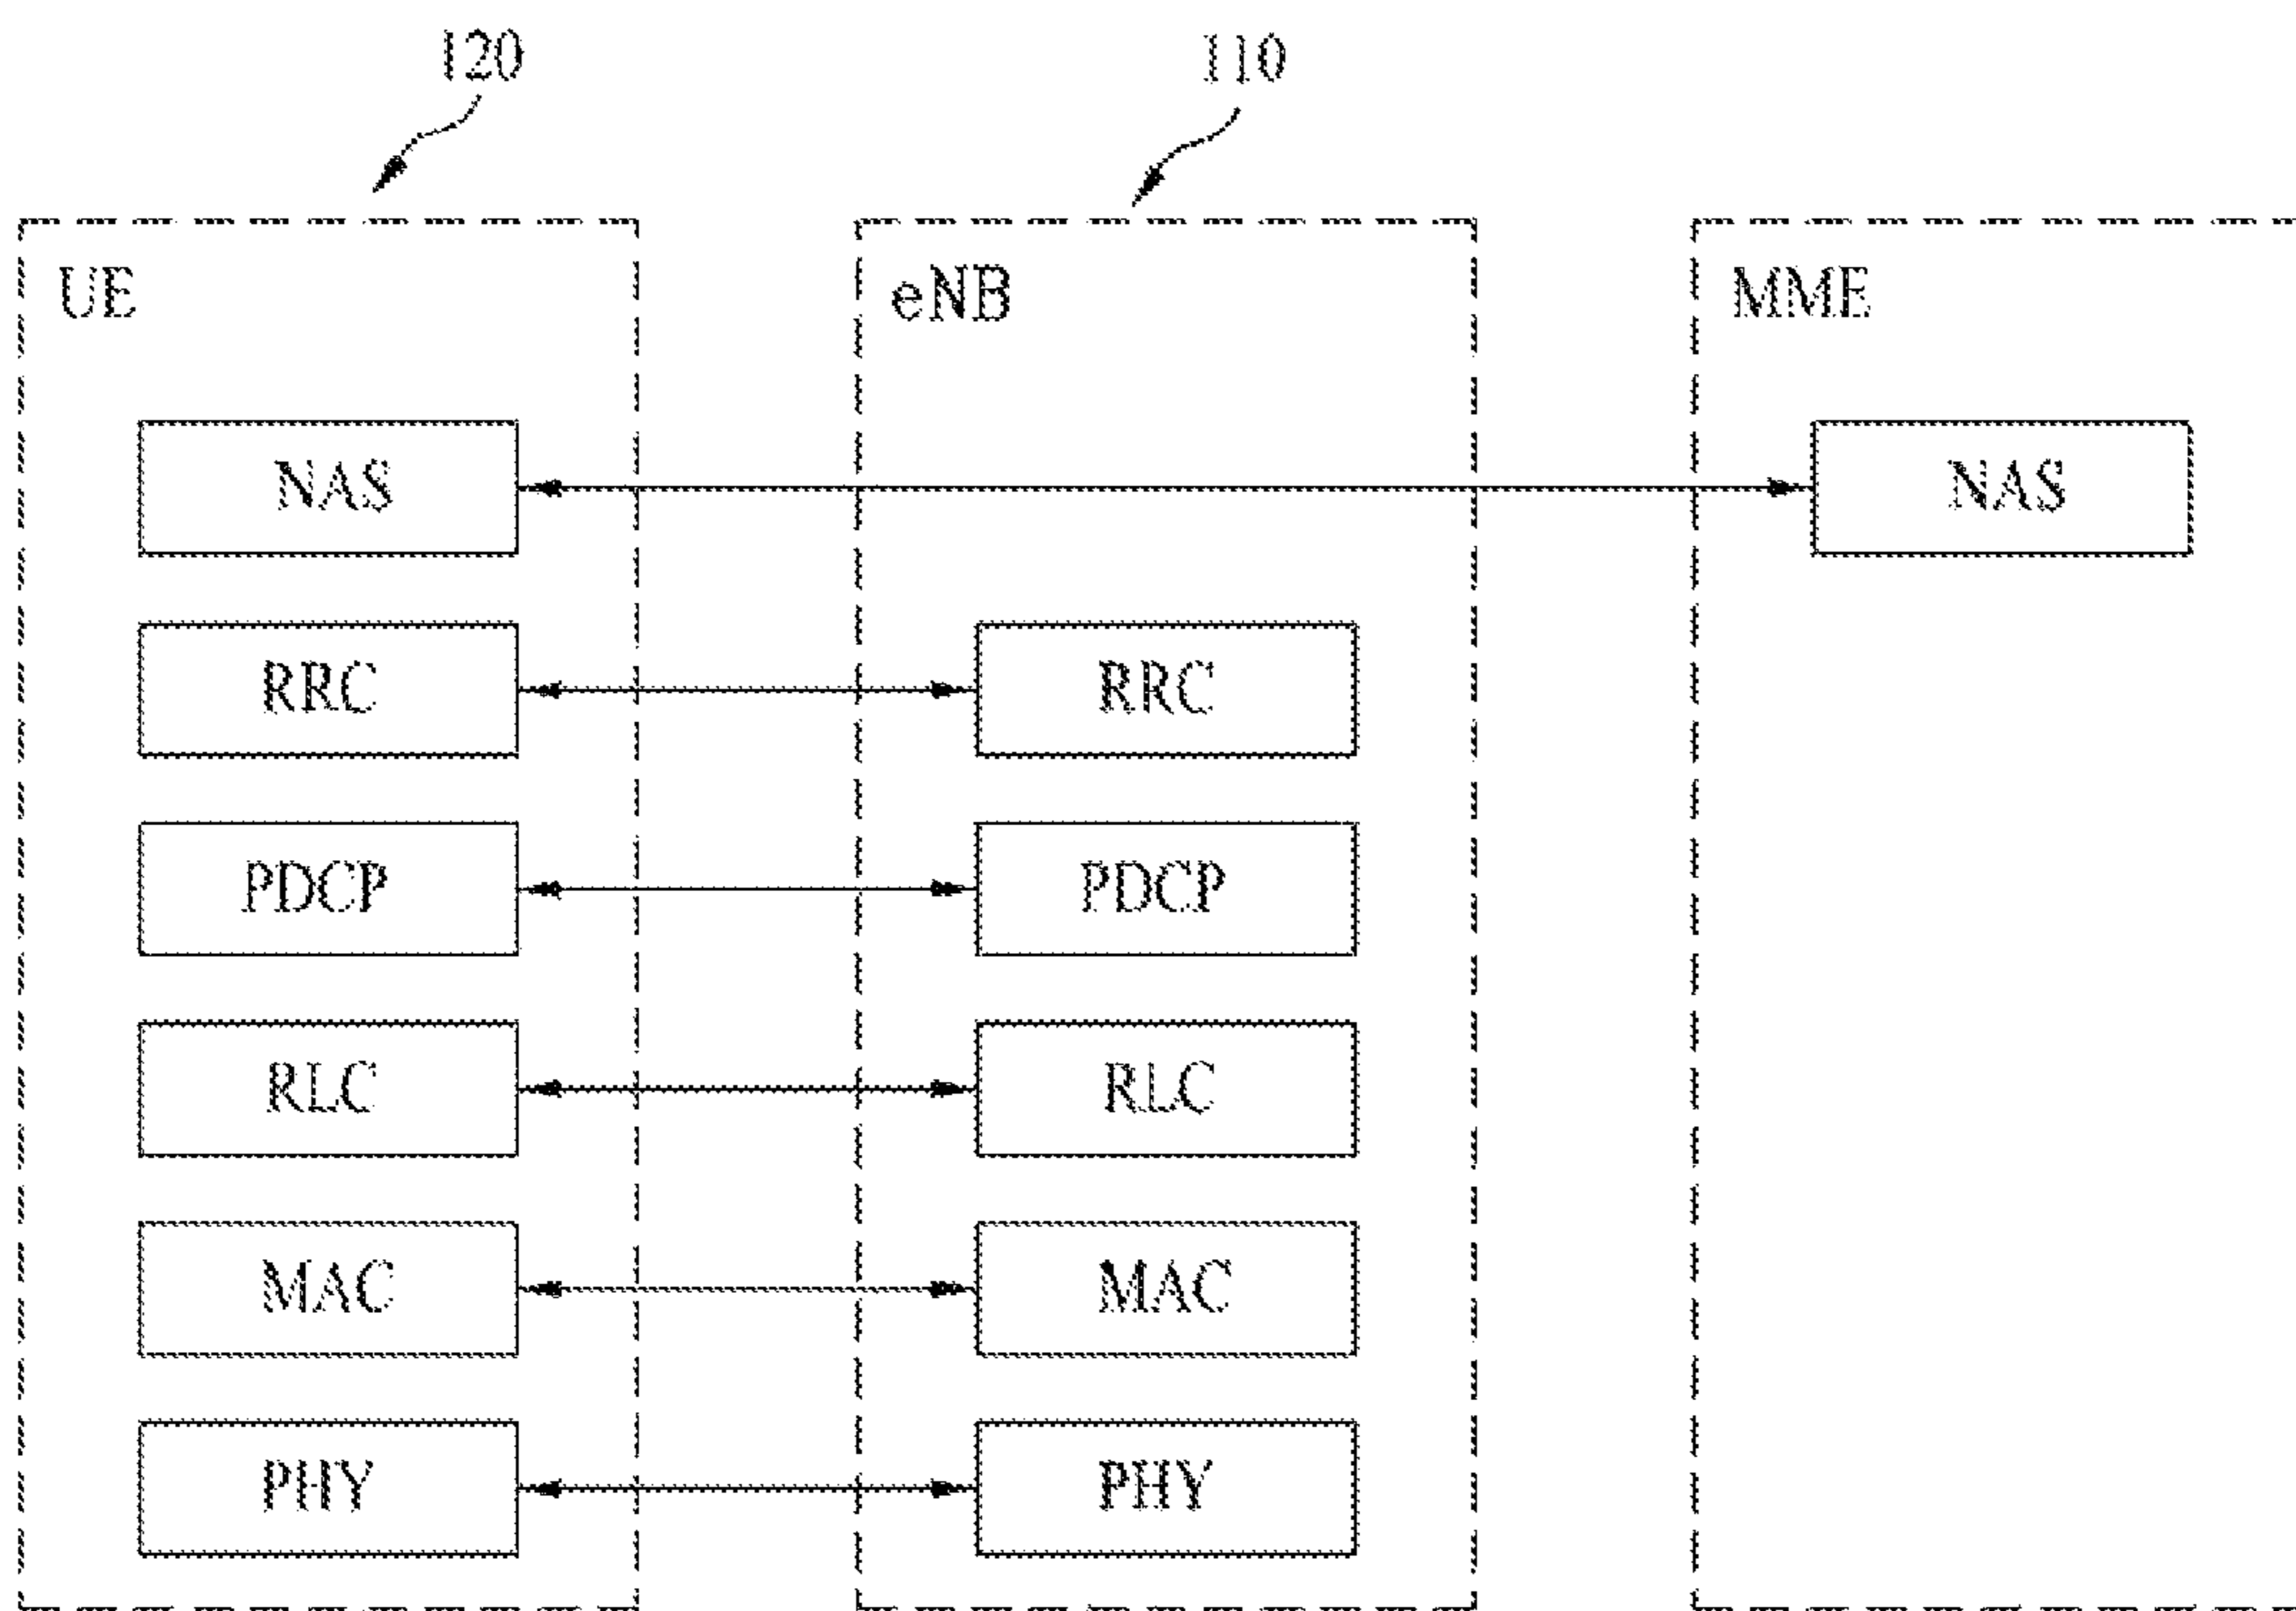 120 110
UE eNB MME
NAS NAS
RRC RRC
PDCP PDCP
RLC RLC
MAC MAC
PHY PHY